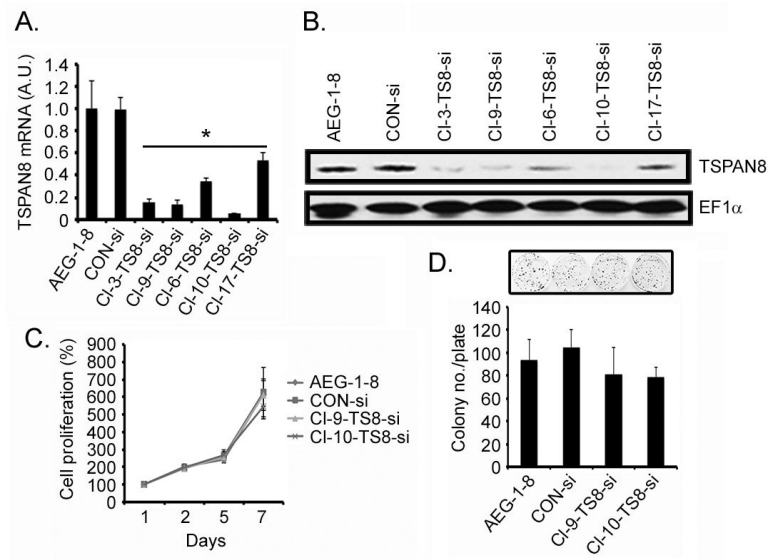 A.
TSPAN8 mRNA (A.U.)
1.4
1.2
1.0
0.8
0.6
0.4
0.2
0
*
AEG-1-8
CON-si
Cl-3-TS8-si
Cl-9-TS8-si
Cl-6-TS8-si
Cl-10-TS8-si
Cl-17-TS8-si
B.
AEG-1-8
CON-si
Cl-3-TS8-si
Cl-9-TS8-si
Cl-6-TS8-si
Cl-10-TS8-si
Cl-17-TS8-si
TSPAN8
EF1α
C.
Cell proliferation (%)
900
800
700
600
500
400
300
200
100
1 2 5 7
Days
AEG-1-8
CON-si
Cl-9-TS8-si
Cl-10-TS8-si
D.
Colony no./plate
140
120
100
80
60
40
20
0
AEG-1-8
CON-si
Cl-9-TS8-si
Cl-10-TS8-si